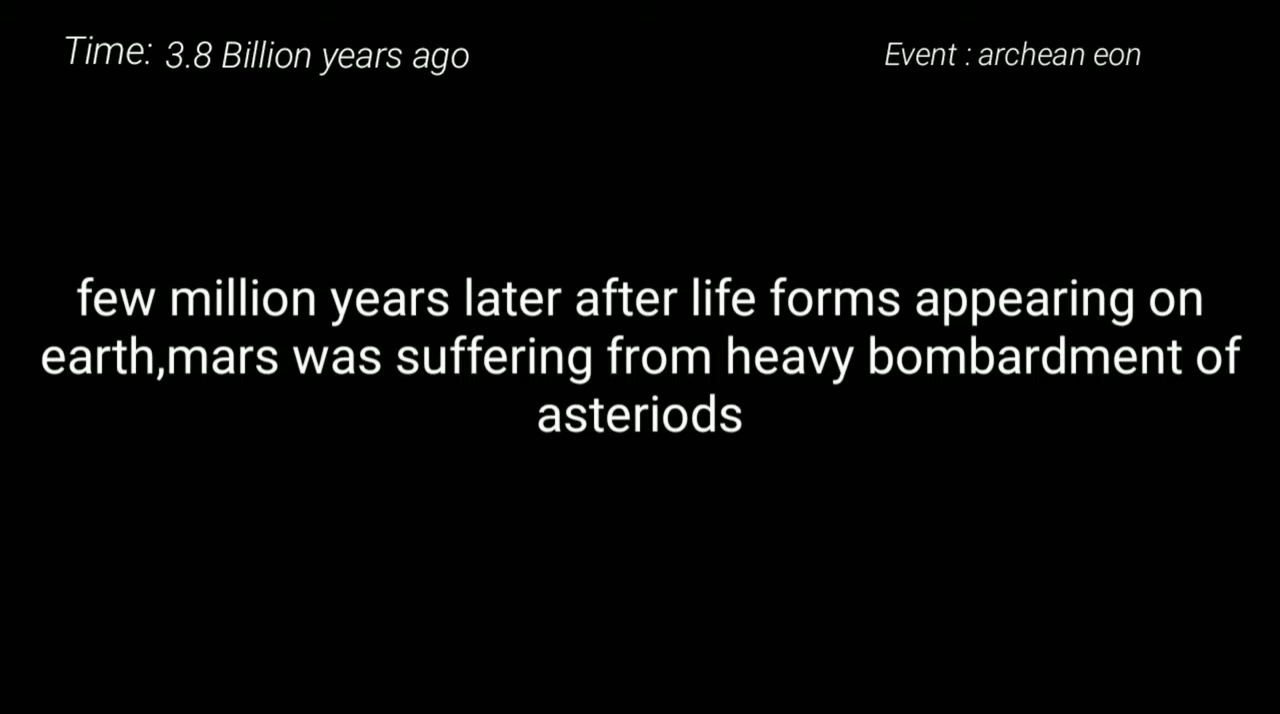 Time: 3.8 Billion years ago
Event : archean eon
few million years later after life forms appearing on
earth,mars was suffering from heavy bombardment of
asteriods